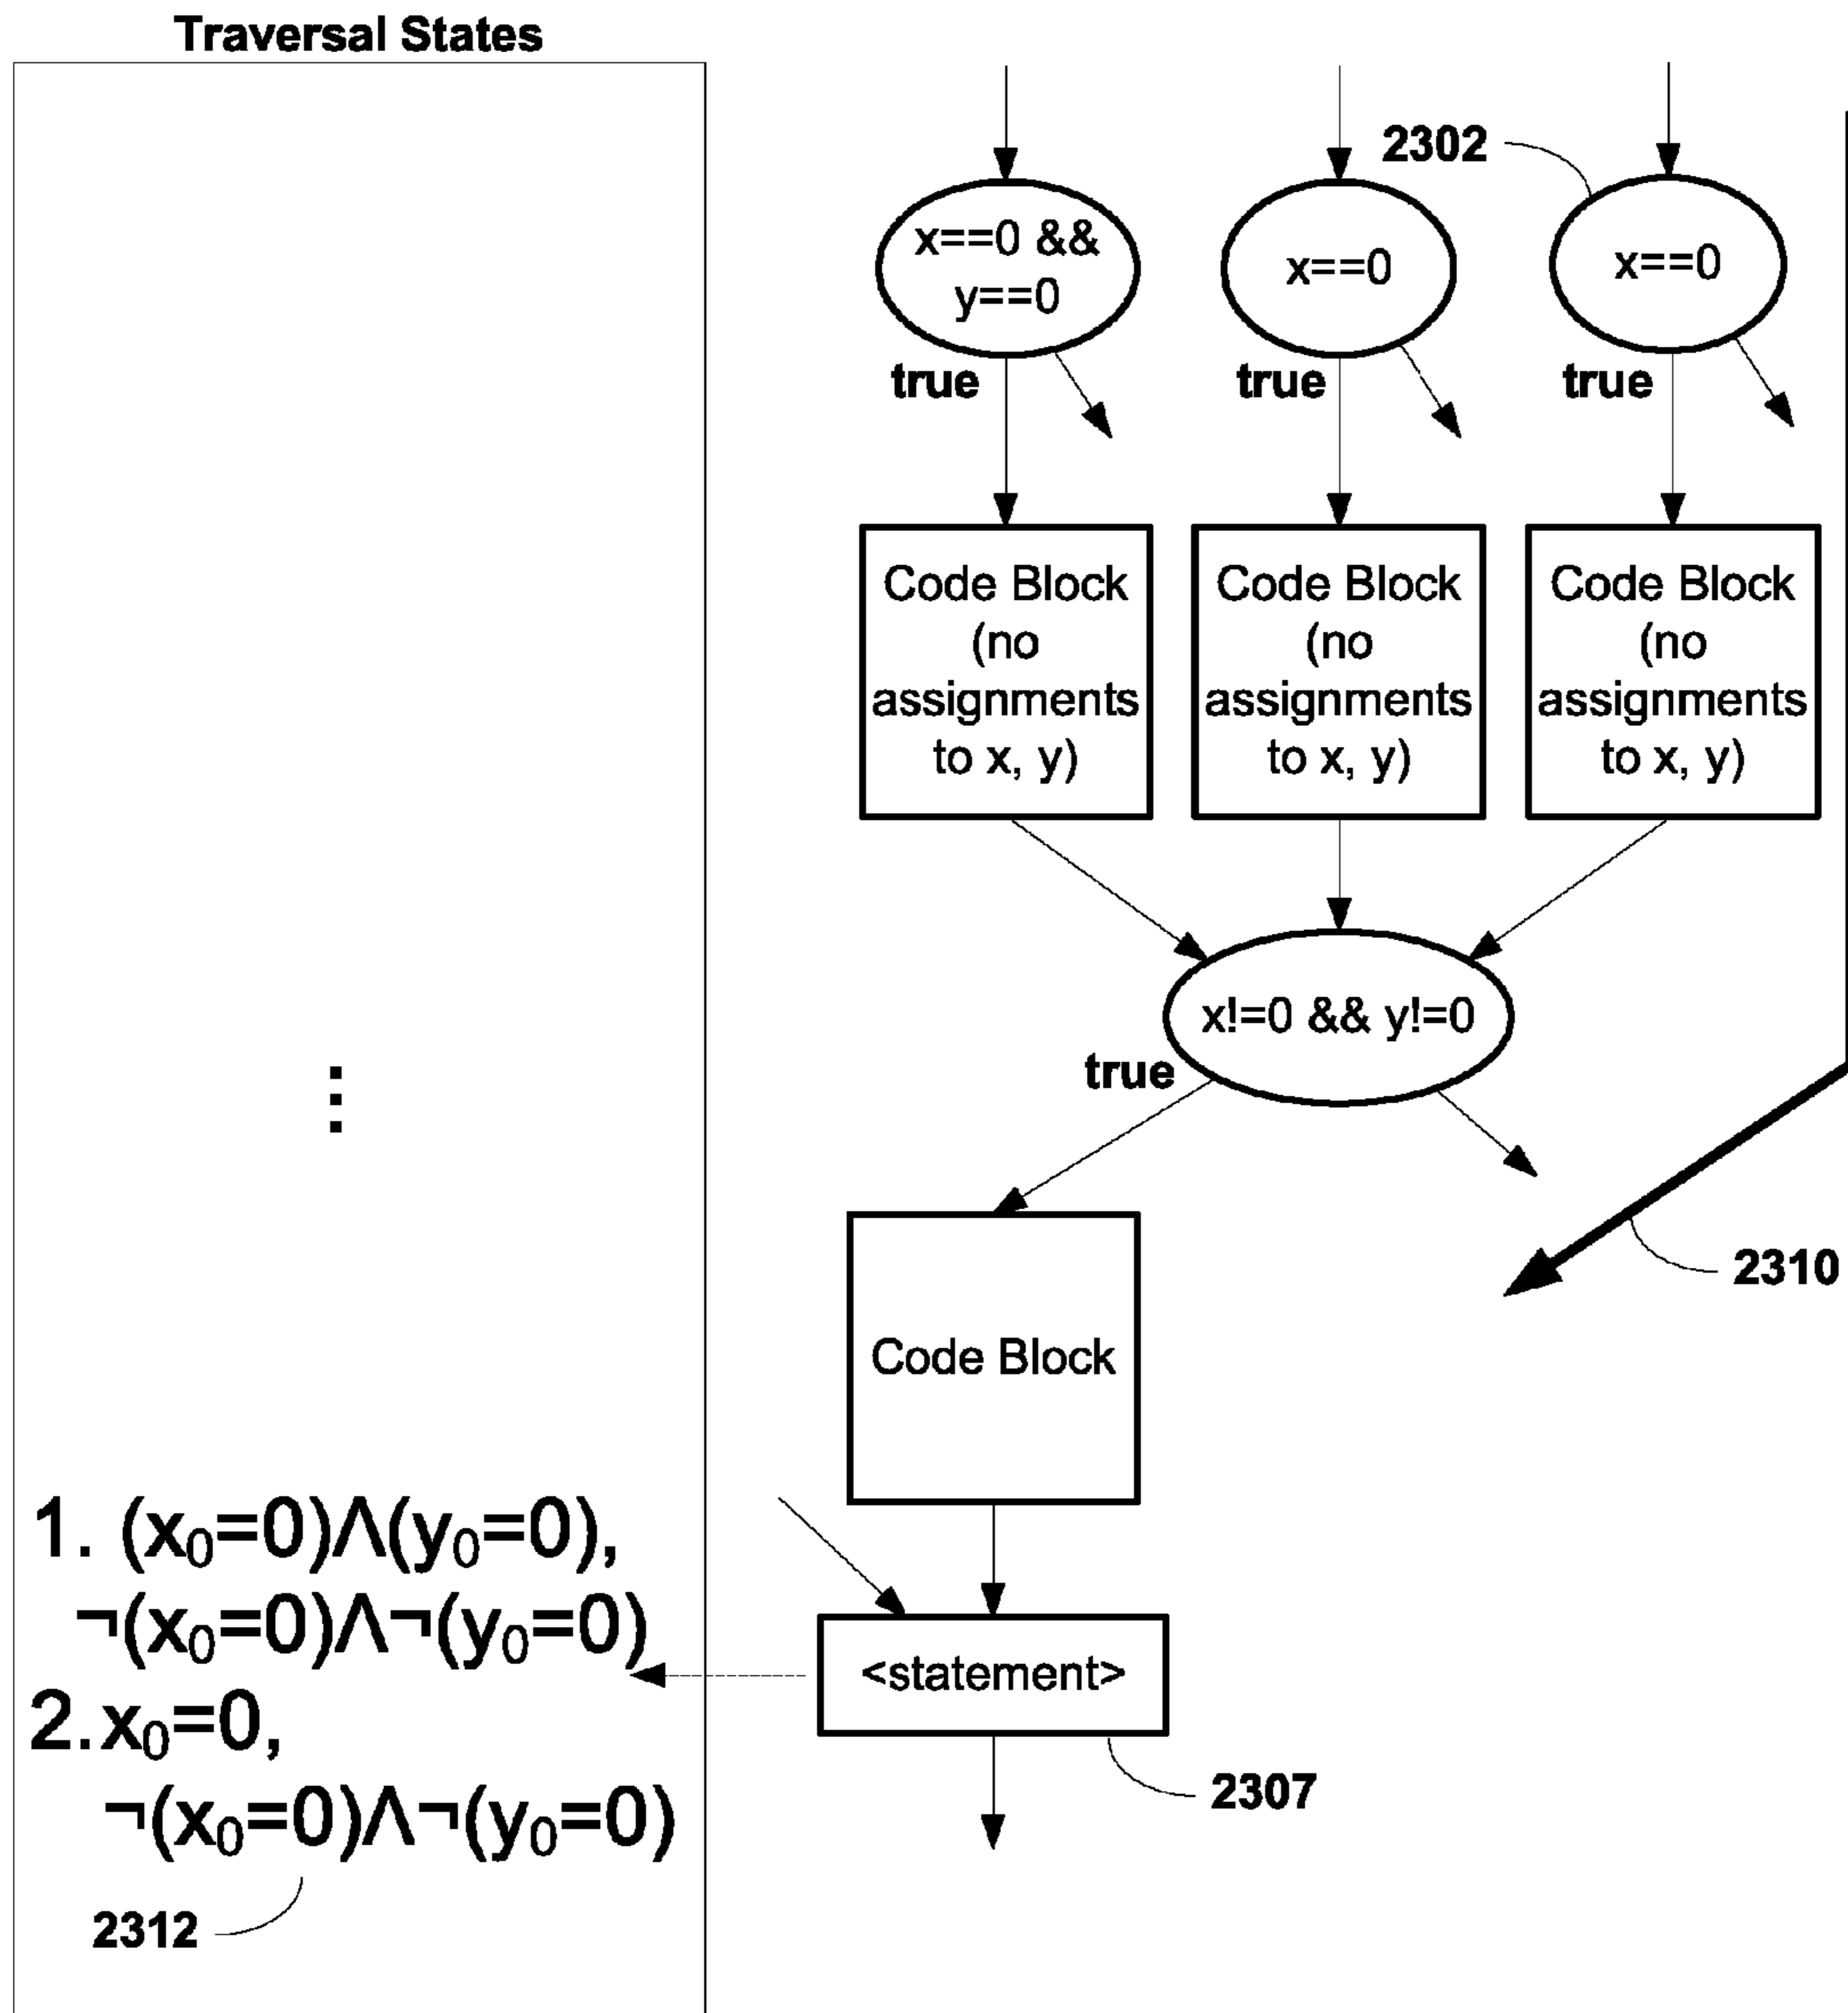 Traversal States
2302
x==0 &&
y==0
x==0
x==0
true
true
true
Code Block
(no
assignments
to x, y)
Code Block
(no
assignments
to x, y)
Code Block
(no
assignments
to x, y)
x!=0 && y!=0
true
⋮
2310
Code Block
1. (x₀=0)Λ(y₀=0),
¬(x₀=0)Λ¬(y₀=0)
<statement>
2. x₀=0,
¬(x₀=0)Λ¬(y₀=0)
2307
2312